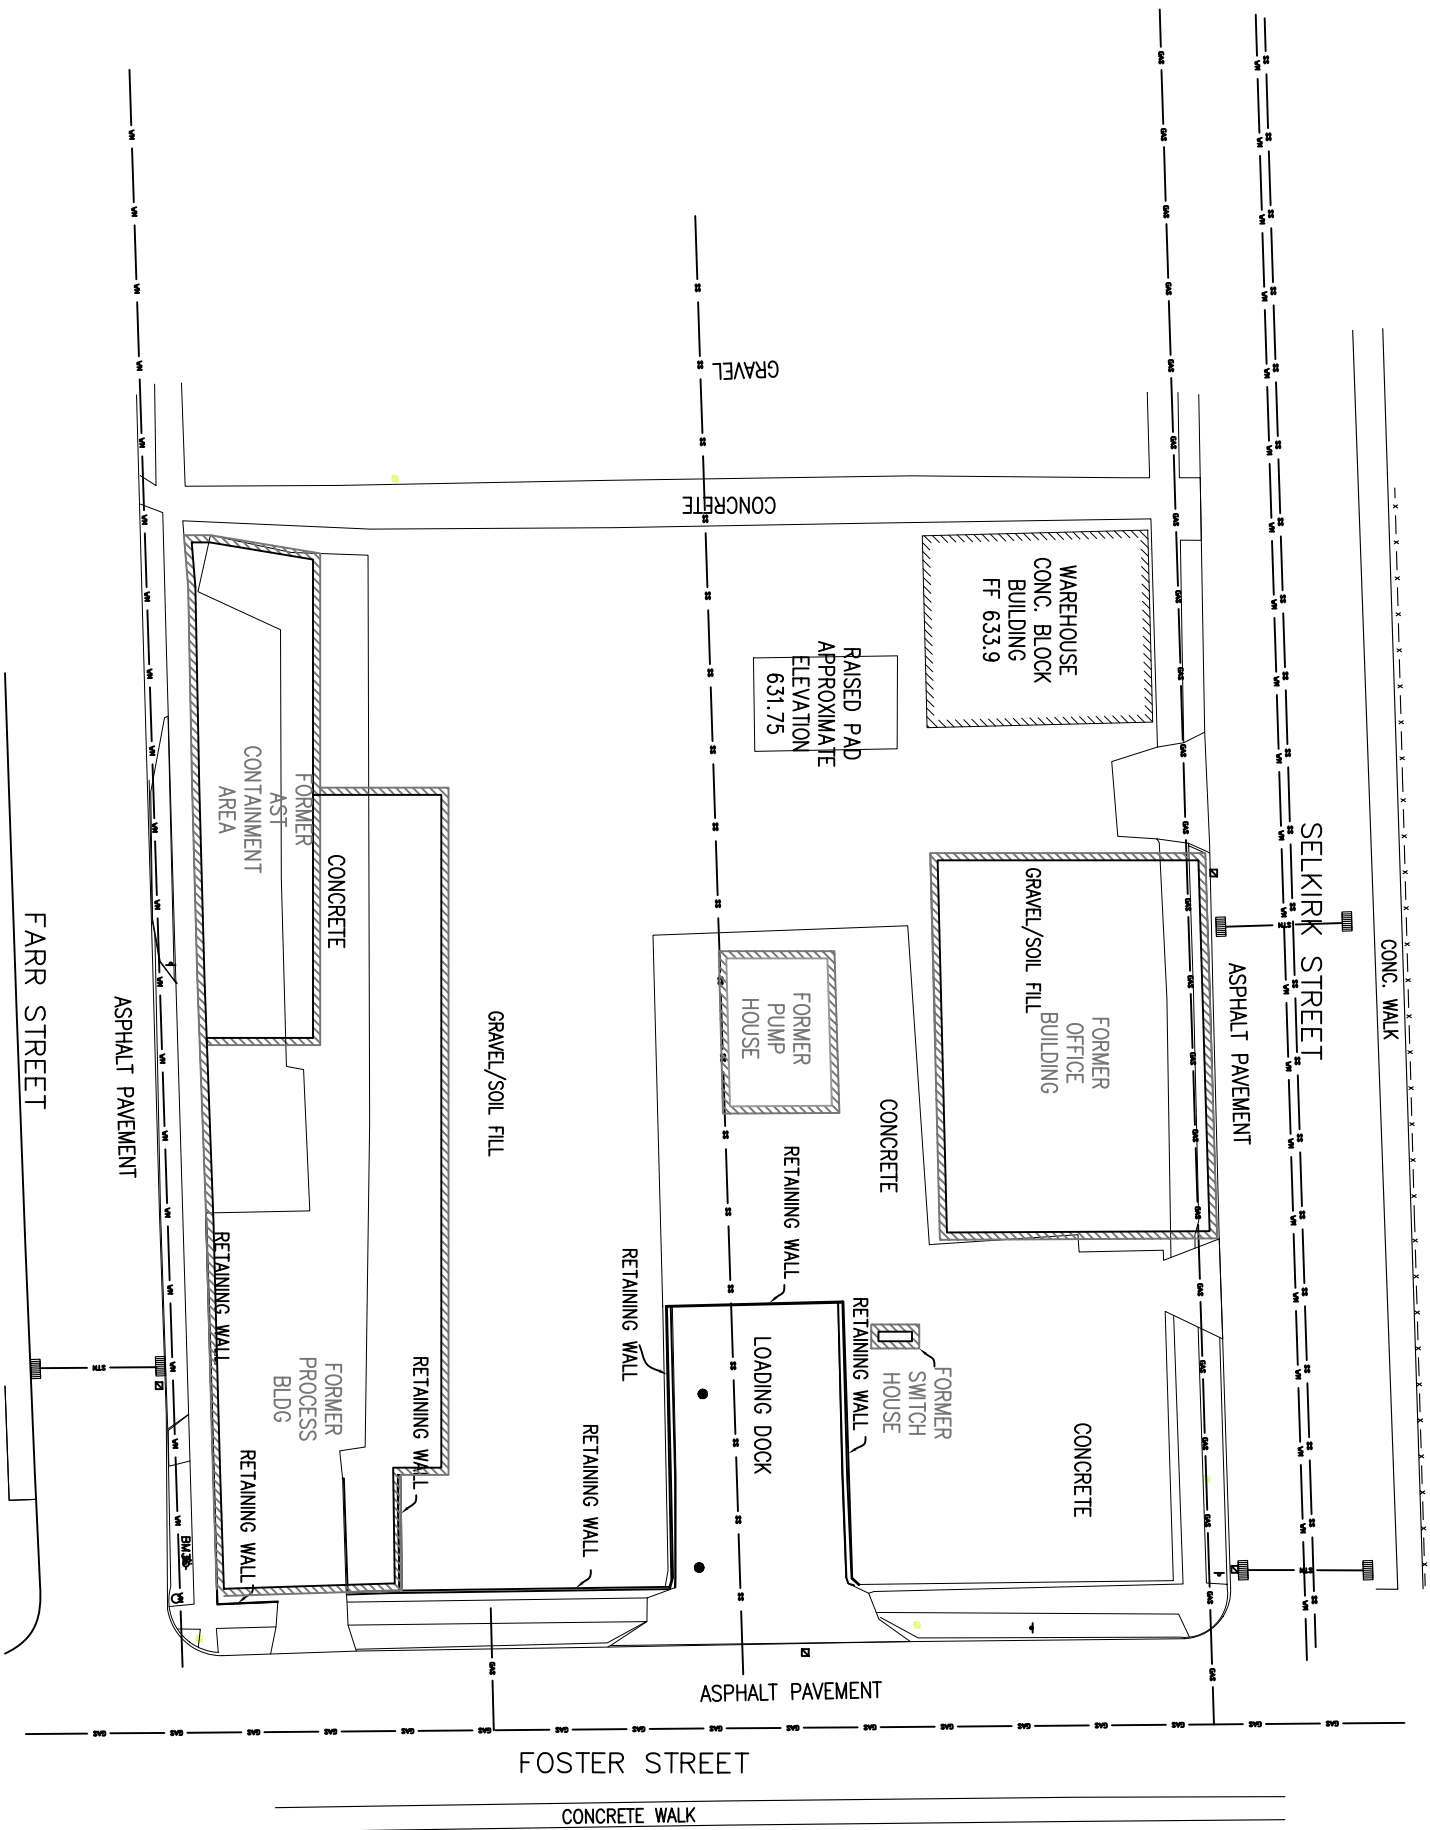 GRAVEL
CONCRETE
WAREHOUSE
CONC. BLOCK
BUILDING
FF 633.9
RAISED PAD
APPROXIMATE
ELEVATION
631.75
FORMER
AST
CONTAINMENT
AREA
CONCRETE
GRAVEL/SOIL FILL
GRAVEL/SOIL FILL
FORMER
OFFICE
BUILDING
FORMER
PUMP
HOUSE
CONCRETE
SELKIRK STREET
CONC. WALK
ASPHALT PAVEMENT
FARR STREET
ASPHALT PAVEMENT
RETAINING WALL
RETAINING WALL
RETAINING WALL
RETAINING WALL
LOADING DOCK
FORMER
SWITCH
HOUSE
FORMER
PROCESS
BLDG
RETAINING WALL
RETAINING WALL
RETAINING WALL
CONCRETE
ASPHALT PAVEMENT
FOSTER STREET
CONCRETE WALK
GAS
SS
STM